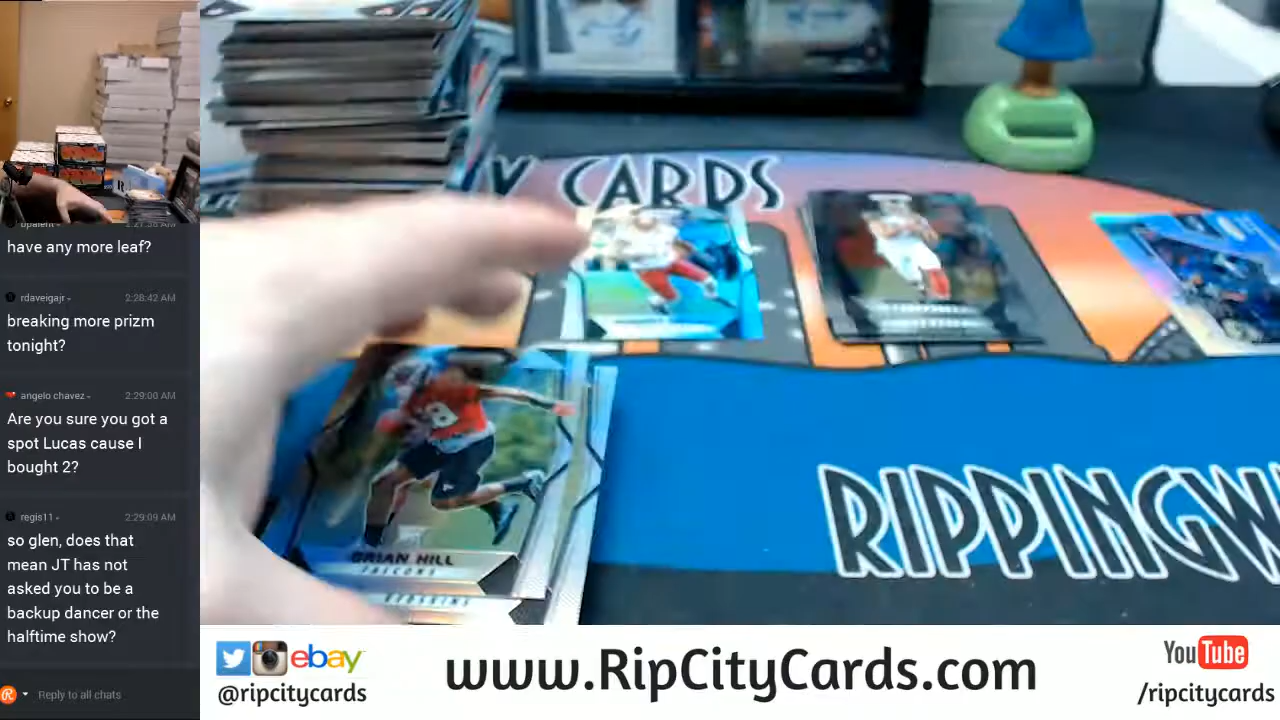 have any more leaf?
rdaveigajr
2:28:42 AM
breaking more prizm
tonight?
angelo chavez
2:29:00 AM
Are you sure you got a
spot Lucas cause I
bought 2?
regis11
2:29:09 AM
so glen, does that
mean JT has not
asked you to be a
backup dancer or the
halftime show?
Reply to all chats
Y CARDS
BRIAN HILL
FALCONS
REDSKINS
RIPPINGW
ebay
@ripcitycards
www.RipCityCards.com
YouTube
/ripcitycards